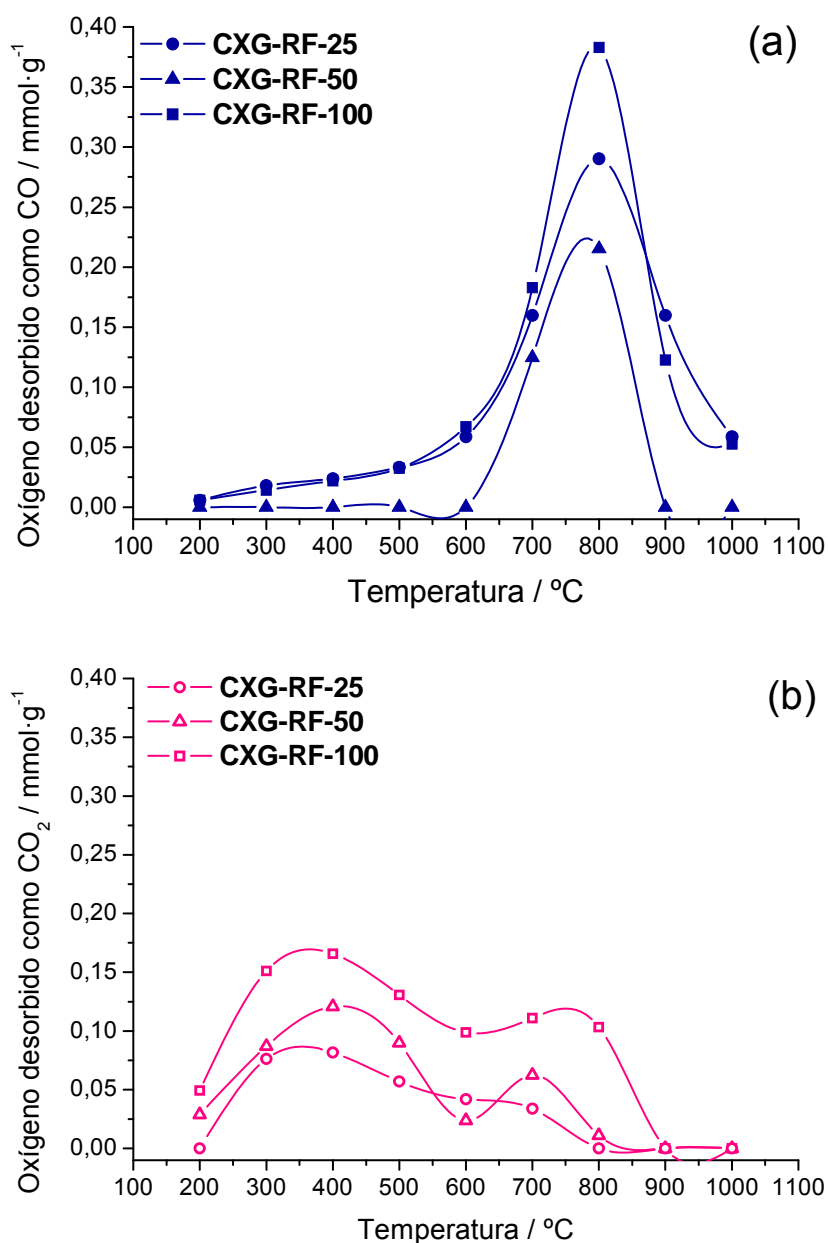 (a)
CXG-RF-25
CXG-RF-50
CXG-RF-100
Oxígeno desorbido como CO / mmol·g⁻¹
0,40
0,35
0,30
0,25
0,20
0,15
0,10
0,05
0,00
100 200 300 400 500 600 700 800 900 1000 1100
Temperatura / ºC
(b)
CXG-RF-25
CXG-RF-50
CXG-RF-100
Oxígeno desorbido como CO₂ / mmol·g⁻¹
0,40
0,35
0,30
0,25
0,20
0,15
0,10
0,05
0,00
100 200 300 400 500 600 700 800 900 1000 1100
Temperatura / ºC